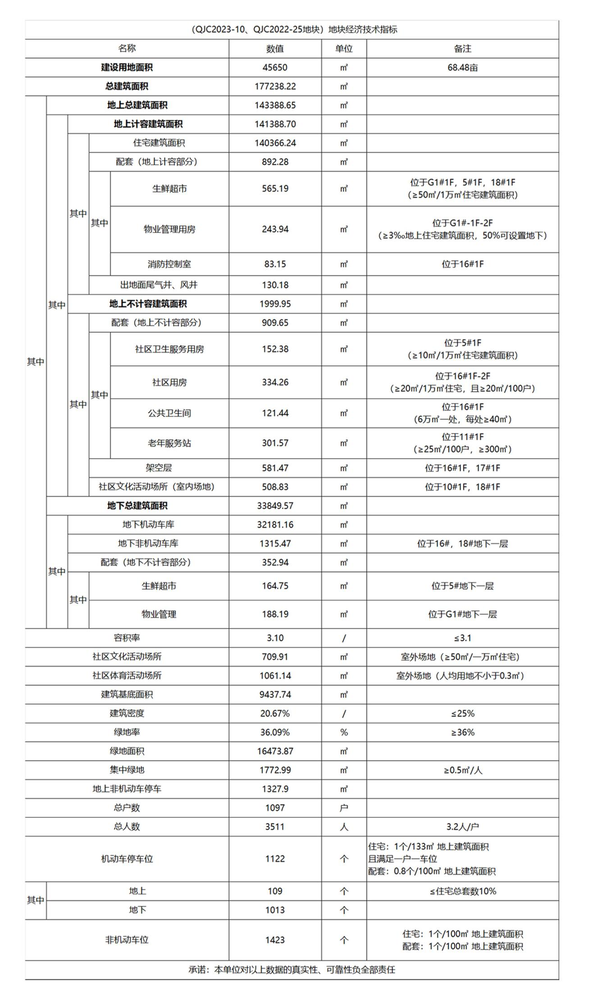 （QJC2023-10、QJC2022-25地块）地块经济技术指标
名称 数值 单位 备注
建设用地面积 45650 ㎡ 68.48亩
总建筑面积 177238.22 ㎡
其中
地上总建筑面积 143388.65 ㎡
其中
地上计容建筑面积 141388.70 ㎡
其中
住宅建筑面积 140366.24 ㎡
配套（地上计容部分） 892.28 ㎡
其中
生鲜超市 565.19 ㎡ 位于G1#1F，5#1F，18#1F
（≥50㎡/1万㎡住宅建筑面积）
物业管理用房 243.94 ㎡ 位于G1#-1F-2F
（≥3‰地上住宅建筑面积，50%可设置地下）
消防控制室 83.15 ㎡ 位于16#1F
出地面尾气井、风井 130.18 ㎡
地上不计容建筑面积 1999.95 ㎡
其中
配套（地上不计容部分） 909.65 ㎡
其中
社区卫生服务用房 152.38 ㎡ 位于5#1F
（≥10㎡/1万㎡住宅建筑面积）
社区用房 334.26 ㎡ 位于16#1F-2F
（≥20㎡/1万㎡住宅，且≥20㎡/100户）
公共卫生间 121.44 ㎡ 位于16#1F
（6万㎡一处，每处≥40㎡）
老年服务站 301.57 ㎡ 位于11#1F
（≥25㎡/100户，≥300㎡）
架空层 581.47 ㎡ 位于16#1F，17#1F
社区文化活动场所（室内场地） 508.83 ㎡ 位于10#1F，18#1F
地下总建筑面积 33849.57 ㎡
其中
地下机动车库 32181.16 ㎡
地下非机动车库 1315.47 ㎡ 位于16#，18#地下一层
配套（地下不计容部分） 352.94 ㎡
其中
生鲜超市 164.75 ㎡ 位于5#地下一层
物业管理 188.19 ㎡ 位于G1#地下一层
容积率 3.10 / ≤3.1
社区文化活动场所 709.91 ㎡ 室外场地（≥50㎡/一万㎡住宅）
社区体育活动场所 1061.14 ㎡ 室外场地（人均用地不小于0.3㎡）
建筑基底面积 9437.74 ㎡
建筑密度 20.67% / ≤25%
绿地率 36.09% % ≥36%
绿地面积 16473.87 ㎡
集中绿地 1772.99 ㎡ ≥0.5㎡/人
地上非机动车停车 1327.9 ㎡
总户数 1097 户
总人数 3511 人 3.2人/户
机动车停车位 1122 个 住宅：1个/133㎡ 地上建筑面积
且满足一户一车位
配套：0.8个/100㎡ 地上建筑面积
其中
地上 109 个 ≤住宅总套数10%
地下 1013 个
非机动车位 1423 个 住宅：1个/100㎡ 地上建筑面积
配套：1个/100㎡ 地上建筑面积
承诺：本单位对以上数据的真实性、可靠性负全部责任